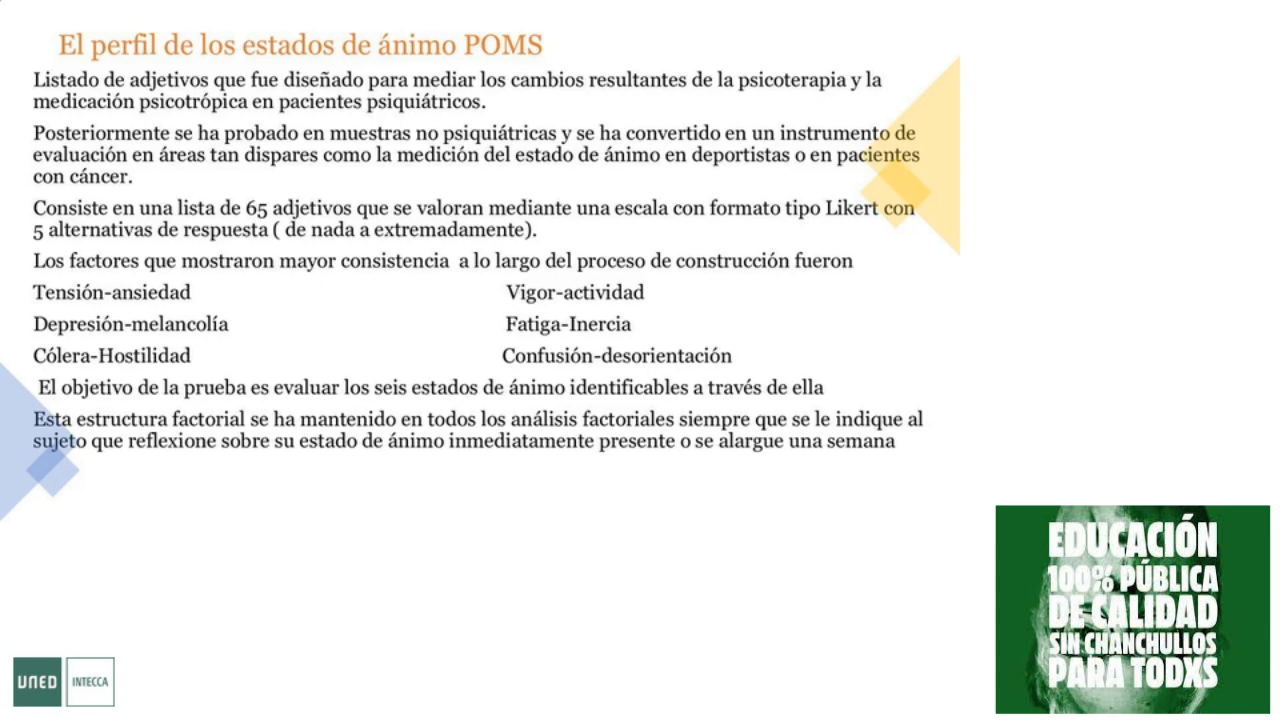 El perfil de los estados de ánimo POMS
Listado de adjetivos que fue diseñado para mediar los cambios resultantes de la psicoterapia y la
medicación psicotrópica en pacientes psiquiátricos.
Posteriormente se ha probado en muestras no psiquiátricas y se ha convertido en un instrumento de
evaluación en áreas tan dispares como la medición del estado de ánimo en deportistas o en pacientes
con cáncer.
Consiste en una lista de 65 adjetivos que se valoran mediante una escala con formato tipo Likert con
5 alternativas de respuesta ( de nada a extremadamente).
Los factores que mostraron mayor consistencia  a lo largo del proceso de construcción fueron
Tensión-ansiedad Vigor-actividad
Depresión-melancolía Fatiga-Inercia
Cólera-Hostilidad Confusión-desorientación
El objetivo de la prueba es evaluar los seis estados de ánimo identificables a través de ella
Esta estructura factorial se ha mantenido en todos los análisis factoriales siempre que se le indique al
sujeto que reflexione sobre su estado de ánimo inmediatamente presente o se alargue una semana
EDUCACIÓN
100% PÚBLICA
DE CALIDAD
SIN CHANCHULLOS
PARA TODXS
UNED INTECCA